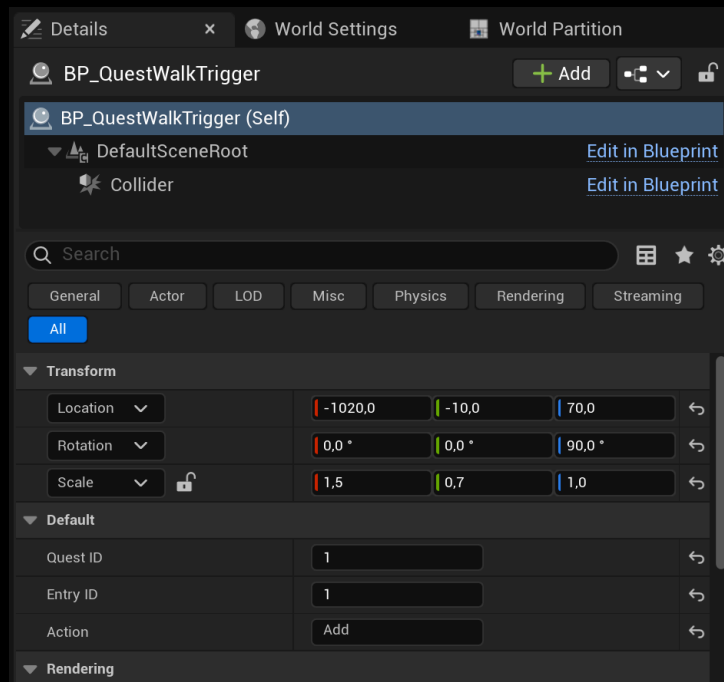 Details × World Settings World Partition
BP_QuestWalkTrigger + Add
BP_QuestWalkTrigger (Self)
DefaultSceneRoot Edit in Blueprint
Collider Edit in Blueprint
Search
General Actor LOD Misc Physics Rendering Streaming
All
Transform
Location -1020,0 -10,0 70,0
Rotation 0,0 ° 0,0 ° 90,0 °
Scale 1,5 0,7 1,0
Default
Quest ID 1
Entry ID 1
Action Add
Rendering